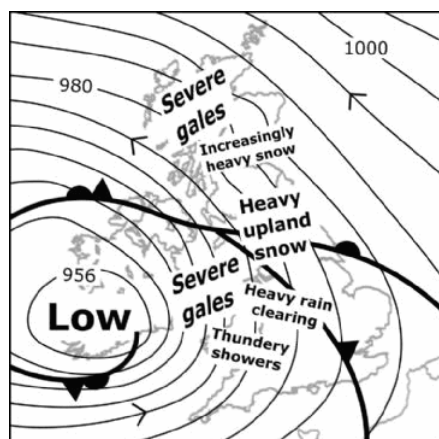 1000
980
Severe
gales
Increasingly
heavy snow
Heavy
upland
snow
956
Severe
gales
Low
Heavy rain
clearing
Thundery
showers